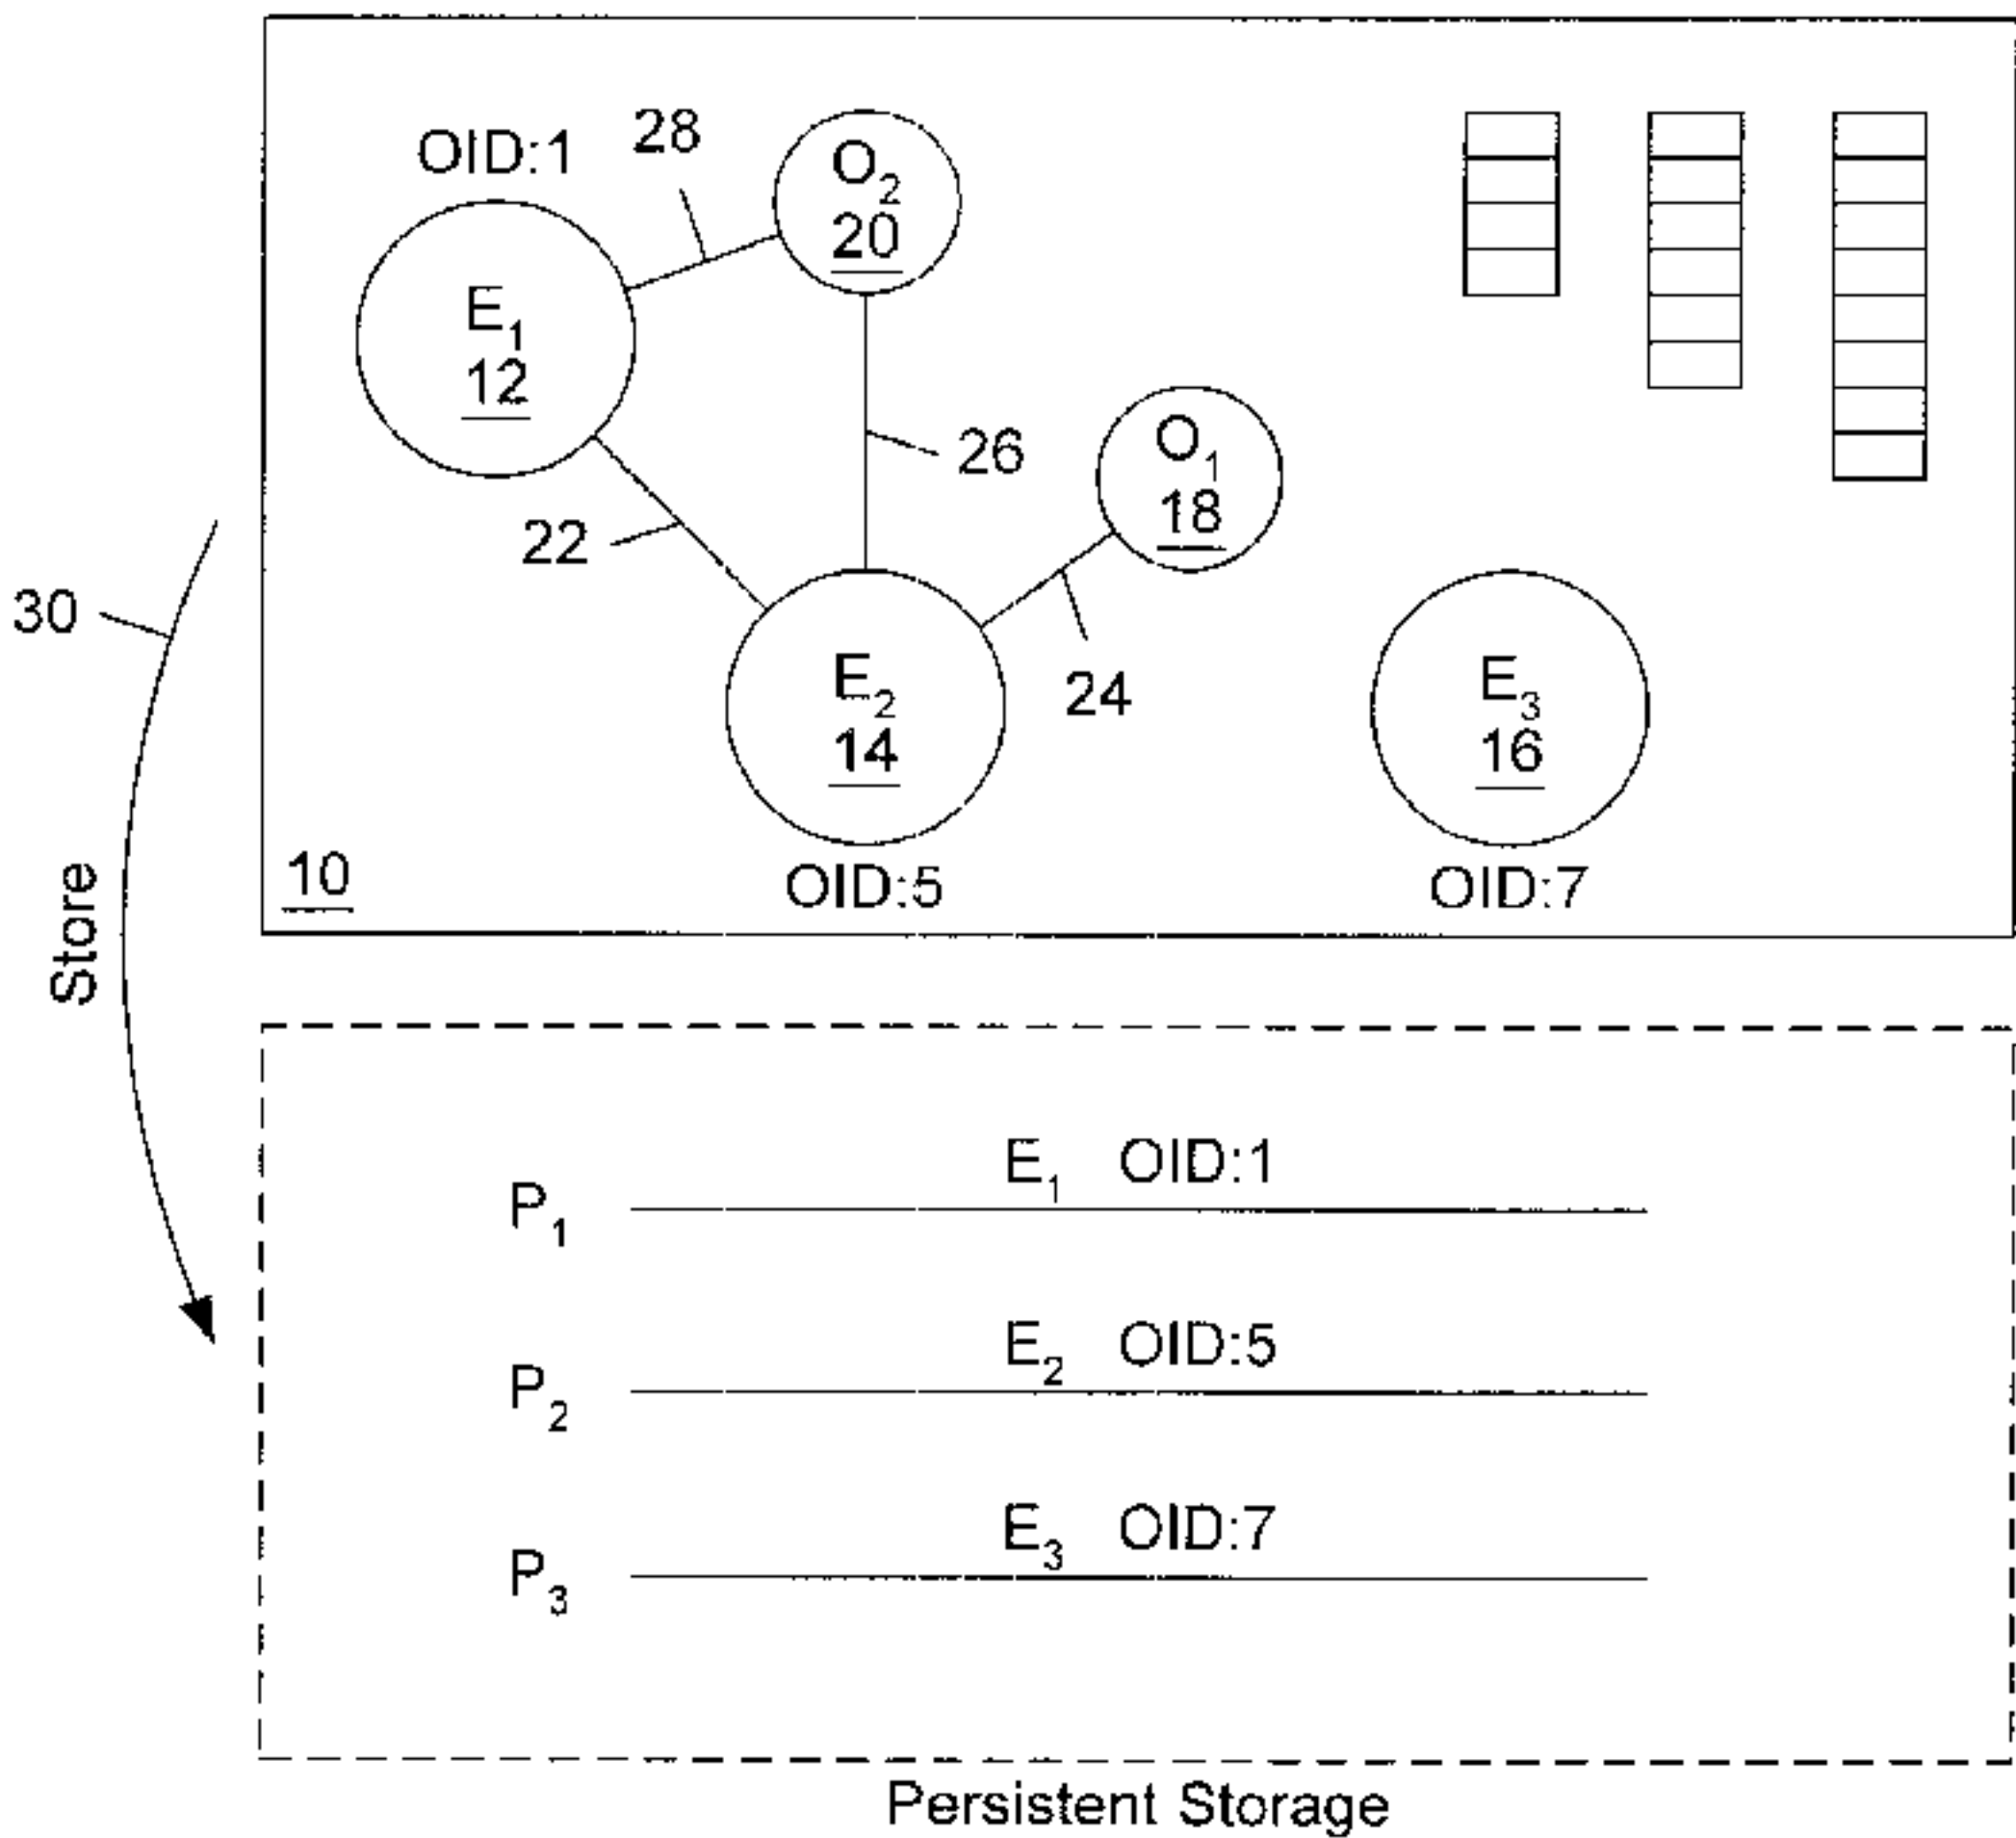 OID:1
28
O₂
20
E₁
12
26
O₁
18
22
30
E₂
14
24
E₃
16
10
OID:5
OID:7
Store
E₁ OID:1
P₁
E₂ OID:5
P₂
E₃ OID:7
P₃
Persistent Storage